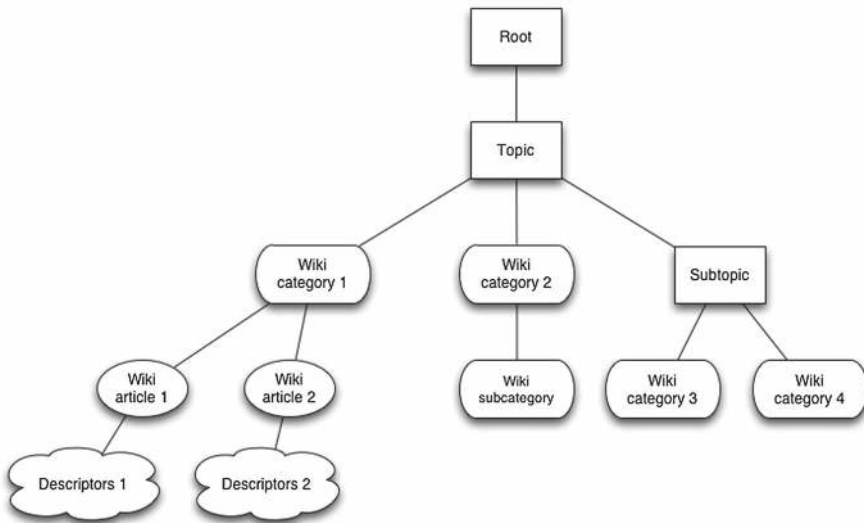 Root
Topic
Wiki
category 1
Wiki
category 2
Subtopic
Wiki
article 1
Wiki
article 2
Wiki
subcategory
Wiki
category 3
Wiki
category 4
Descriptors 1
Descriptors 2